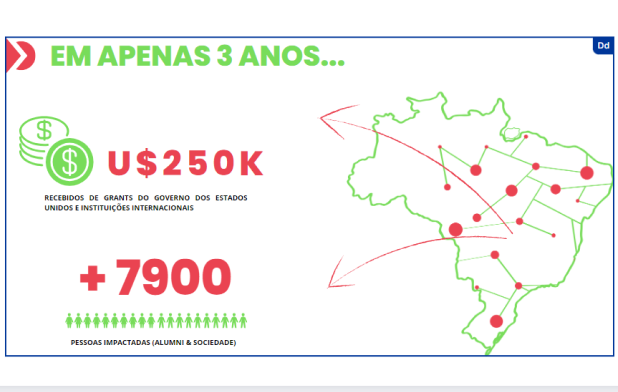 EM APENAS 3 ANOS...
Dd
$
$
U$250K
RECEBIDOS DE GRANTS DO GOVERNO DOS ESTADOS
UNIDOS E INSTITUIÇÕES INTERNACIONAIS
+ 7900
PESSOAS IMPACTADAS (ALUMNI & SOCIEDADE)